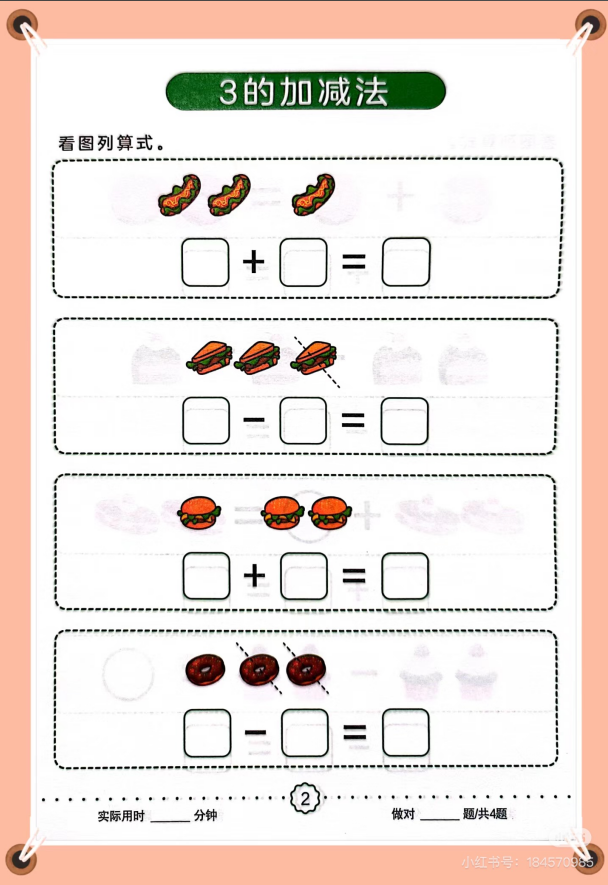 3的加减法
看图列算式。
+ =
- =
+ =
- =
2
实际用时 ______ 分钟
做对 ______ 题/共4题
小红书号：184570985